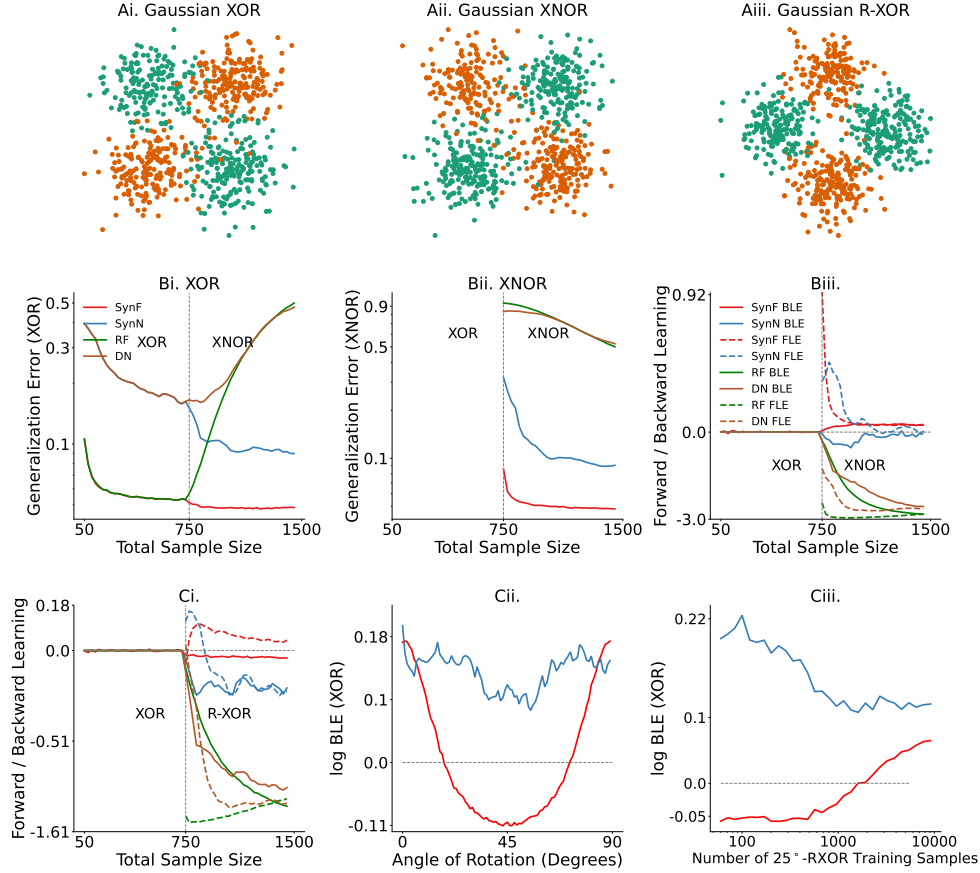 Ai. Gaussian XOR
Aii. Gaussian XNOR
Aiii. Gaussian R-XOR
Bi. XOR
Generalization Error (XOR)
0.5
0.3
0.1
SynF
SynN
RF
DN
XOR
XNOR
50
750
1500
Total Sample Size
Bii. XNOR
Generalization Error (XNOR)
0.9
0.5
0.1
XOR
XNOR
50
750
1500
Total Sample Size
Biii.
Forward / Backward Learning
0.92
0.0
-3.0
SynF BLE
SynN BLE
SynF FLE
SynN FLE
RF BLE
DN BLE
RF FLE
DN FLE
XOR
XNOR
50
750
1500
Total Sample Size
Ci.
Forward / Backward Learning
0.18
0.0
-0.51
-1.61
XOR
R-XOR
50
750
1500
Total Sample Size
Cii.
log BLE (XOR)
0.18
0.1
0.0
-0.11
0
45
90
Angle of Rotation (Degrees)
Ciii.
log BLE (XOR)
0.22
0.1
0.0
-0.05
100
1000
10000
Number of 25°-RXOR Training Samples